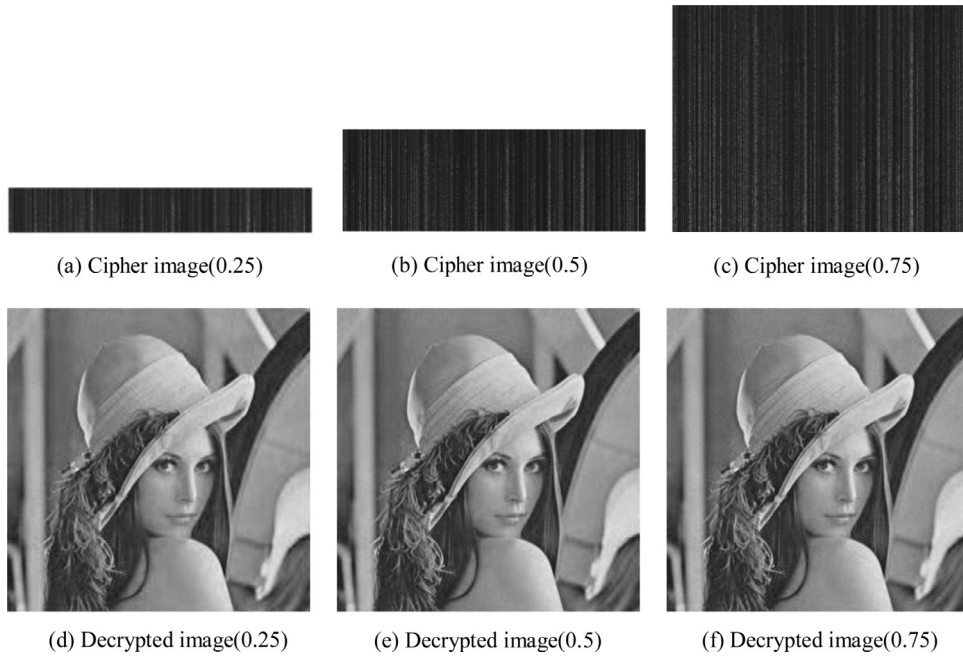 (a) Cipher image(0.25)
(b) Cipher image(0.5)
(c) Cipher image(0.75)
(d) Decrypted image(0.25)
(e) Decrypted image(0.5)
(f) Decrypted image(0.75)